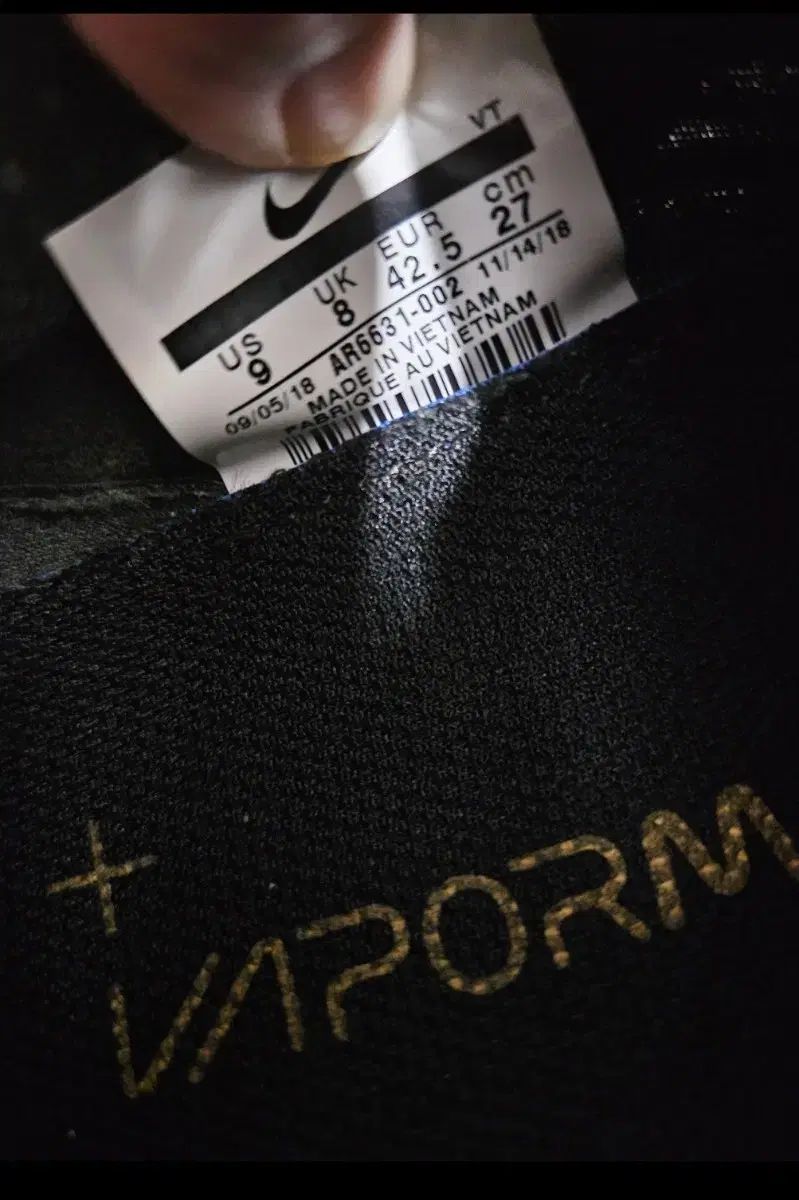 VT
US UK EUR cm
9 8 42.5 27
09/05/18 AR6631-002 11/14/18
MADE IN VIETNAM
FABRIQUE AU VIETNAM
+
VAPORM